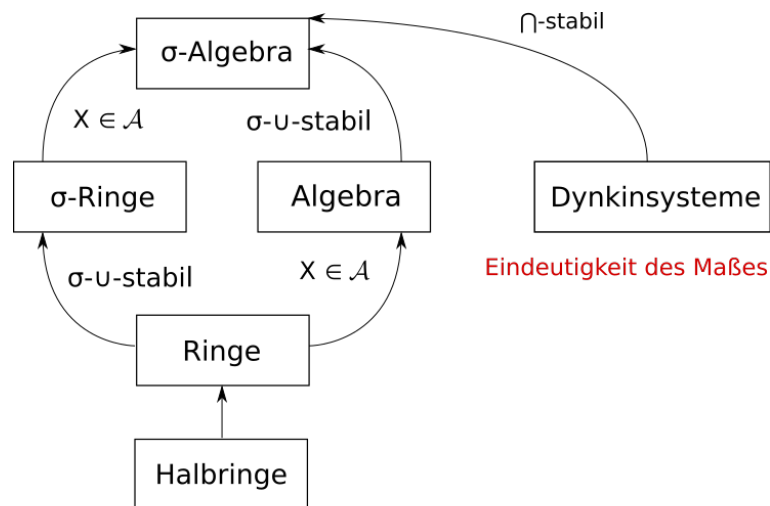 ⋂-stabil
σ-Algebra
X ∈ 𝒜
σ-∪-stabil
σ-Ringe
Algebra
Dynkinsysteme
Eindeutigkeit des Maßes
σ-∪-stabil
X ∈ 𝒜
Ringe
Halbringe